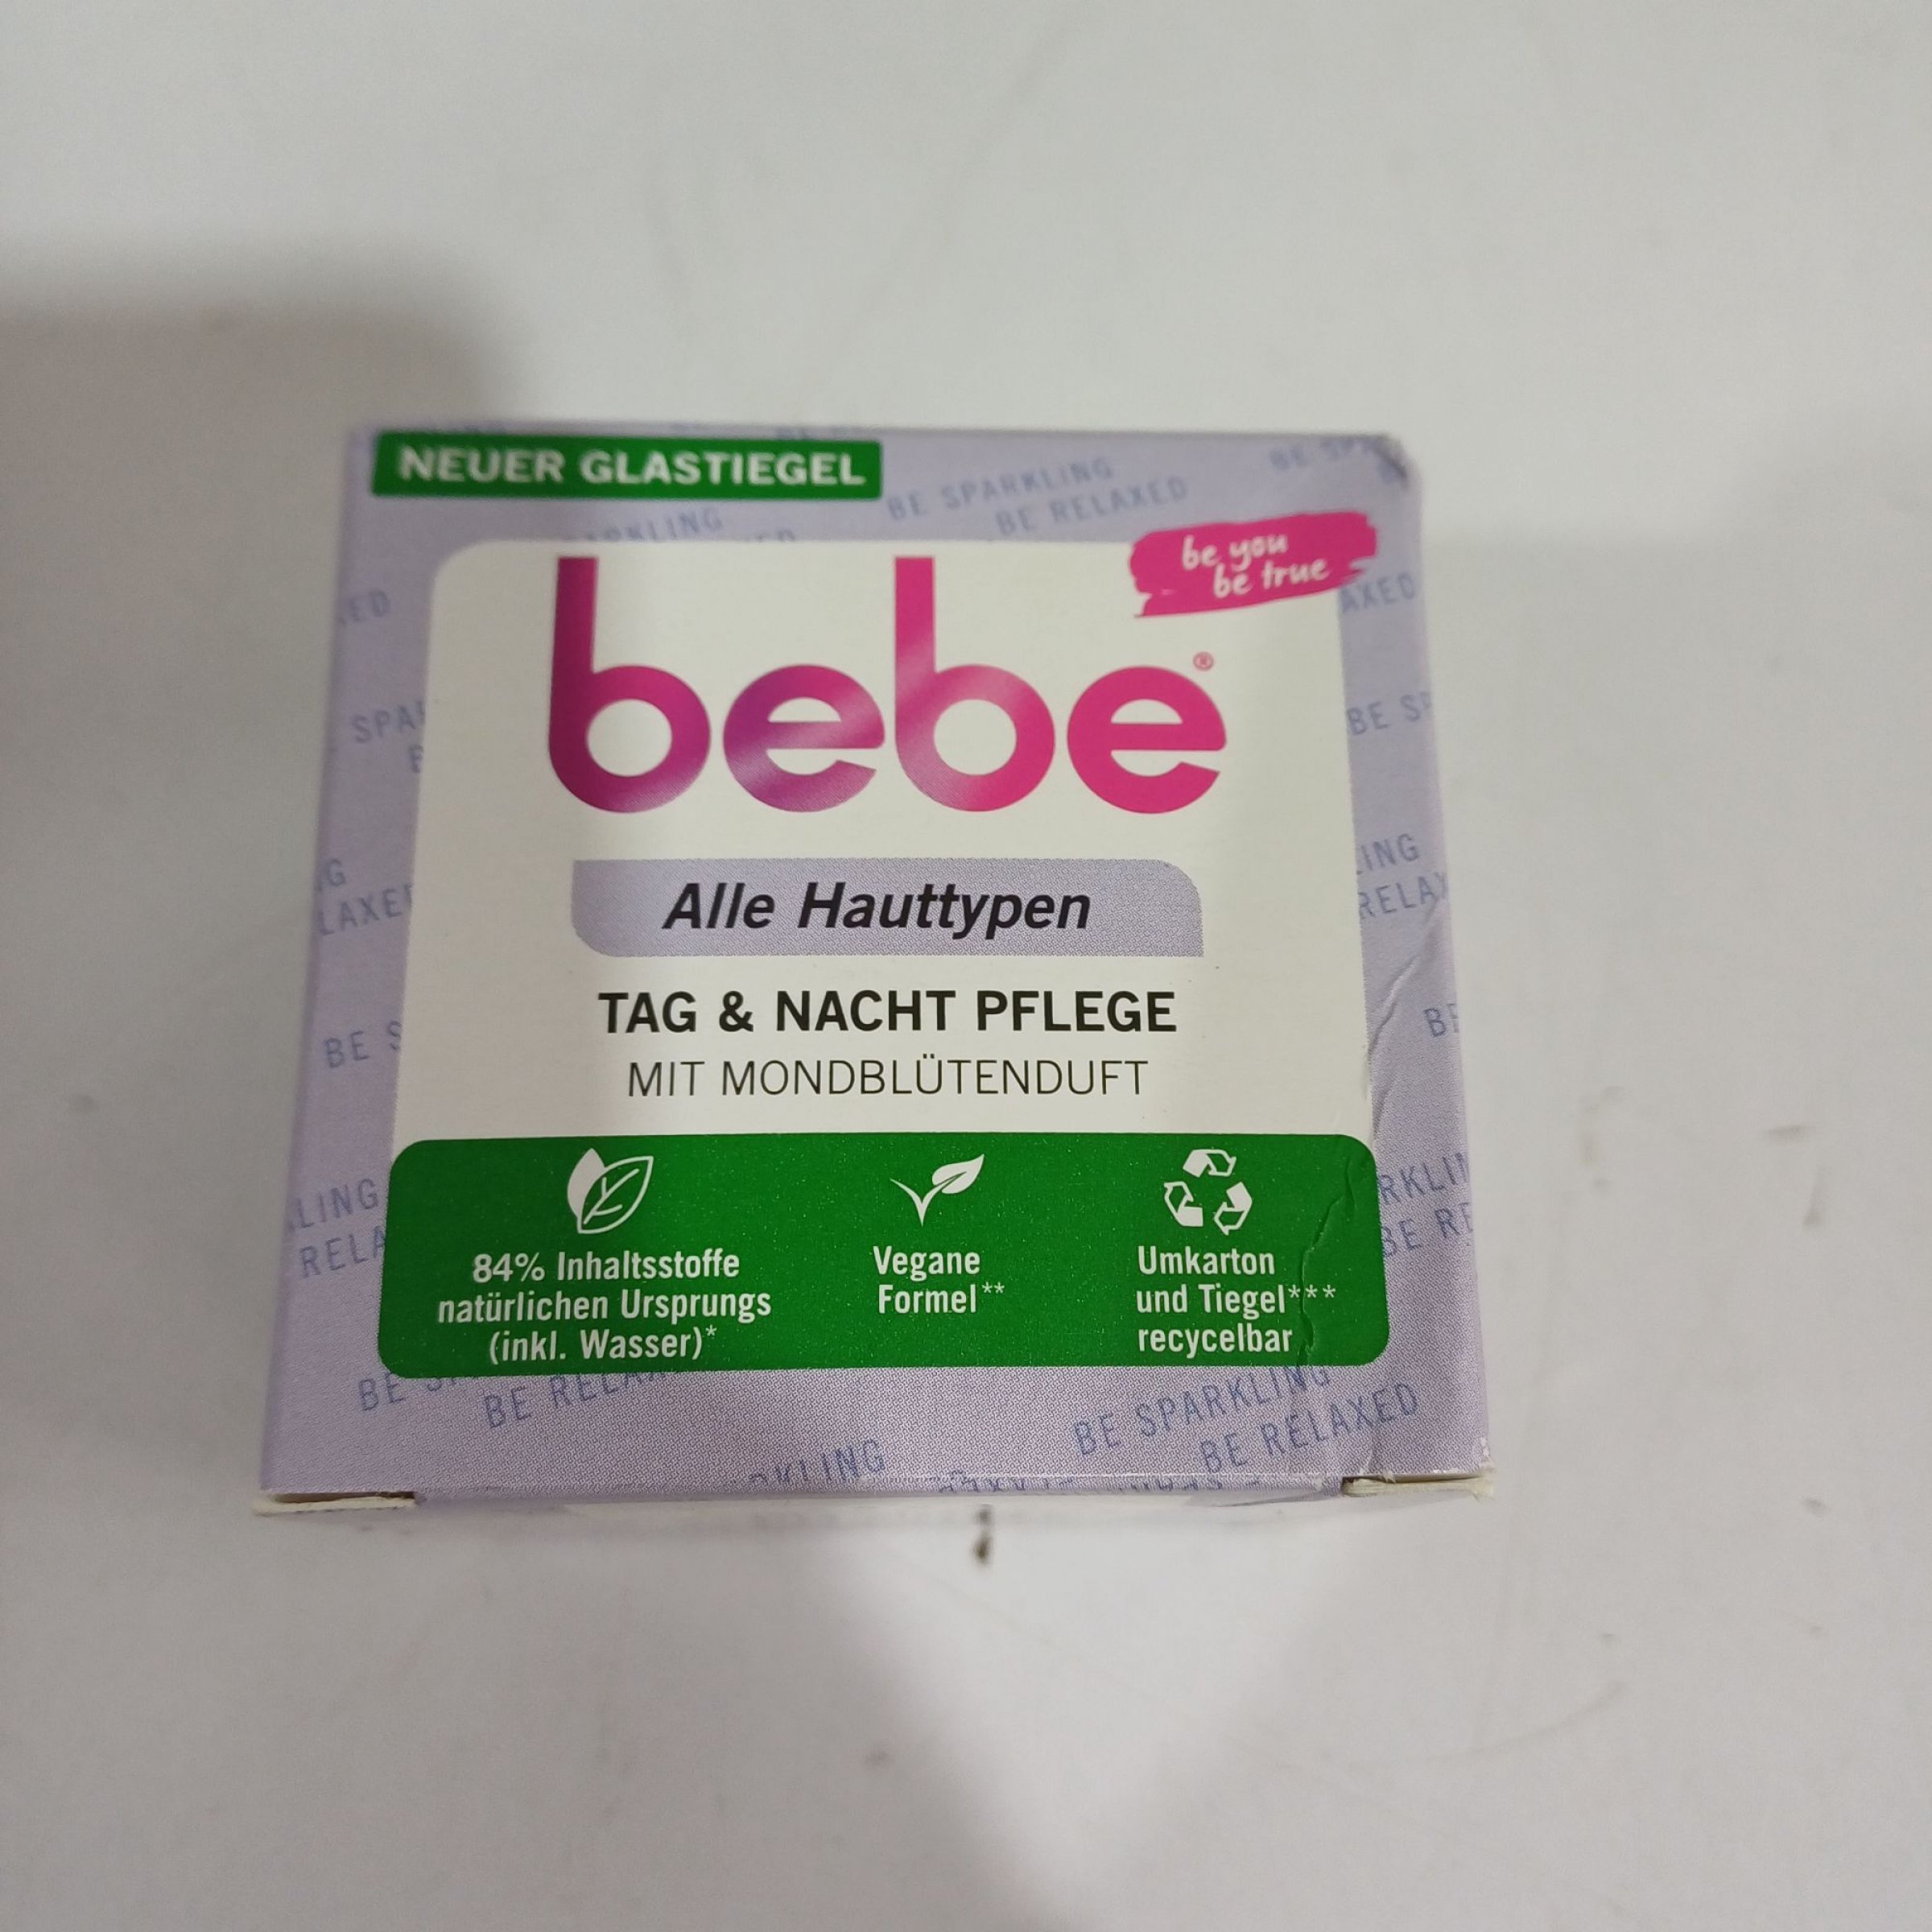 NEUER GLASTIEGEL
BE SPARKLING
BE RELAXED
be you
be true
bebe®
Alle Hauttypen
TAG & NACHT PFLEGE
MIT MONDBLÜTENDUFT
84% Inhaltsstoffe
natürlichen Ursprungs
(inkl. Wasser)*
Vegane
Formel**
Umkarton
und Tiegel***
recycelbar
BE SPARKLING
BE RELAXED